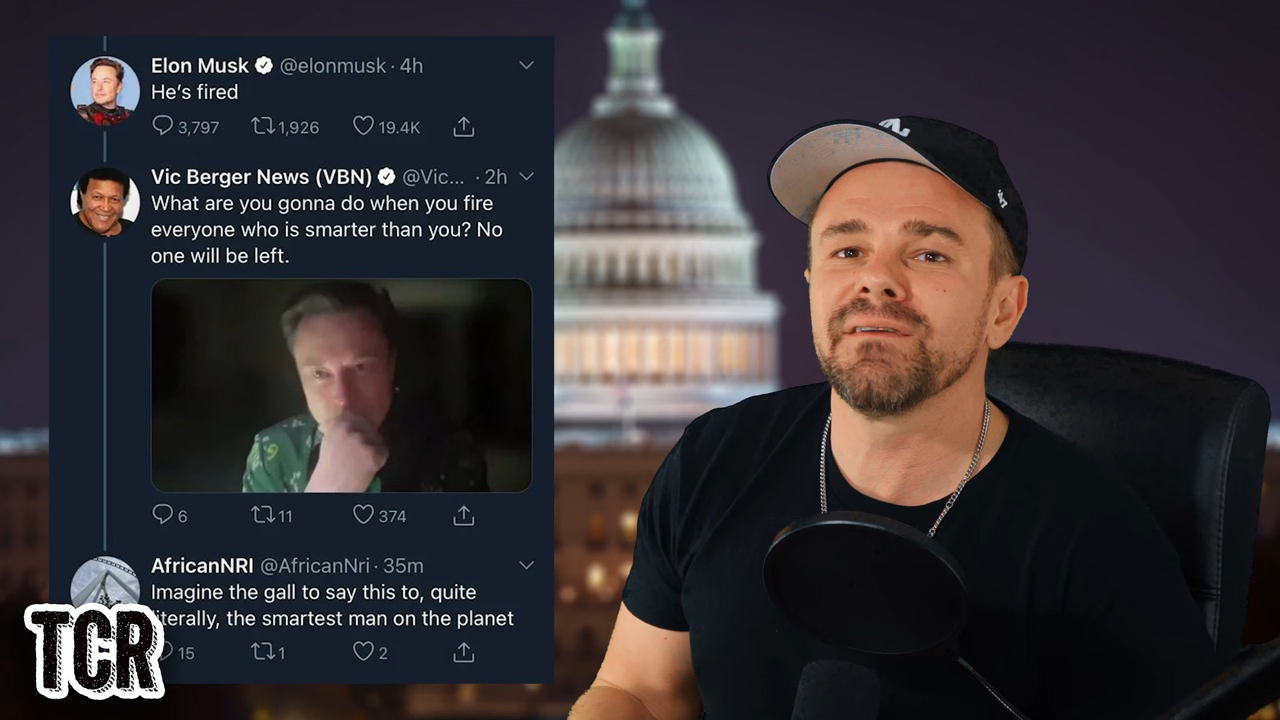 Elon Musk @elonmusk · 4h
He's fired
3,797 1,926 19.4K
Vic Berger News (VBN) @Vic... · 2h
What are you gonna do when you fire
everyone who is smarter than you? No
one will be left.
6 11 374
AfricanNRI @AfricanNri · 35m
Imagine the gall to say this to, quite
iterally, the smartest man on the planet
15 1 2
TCR